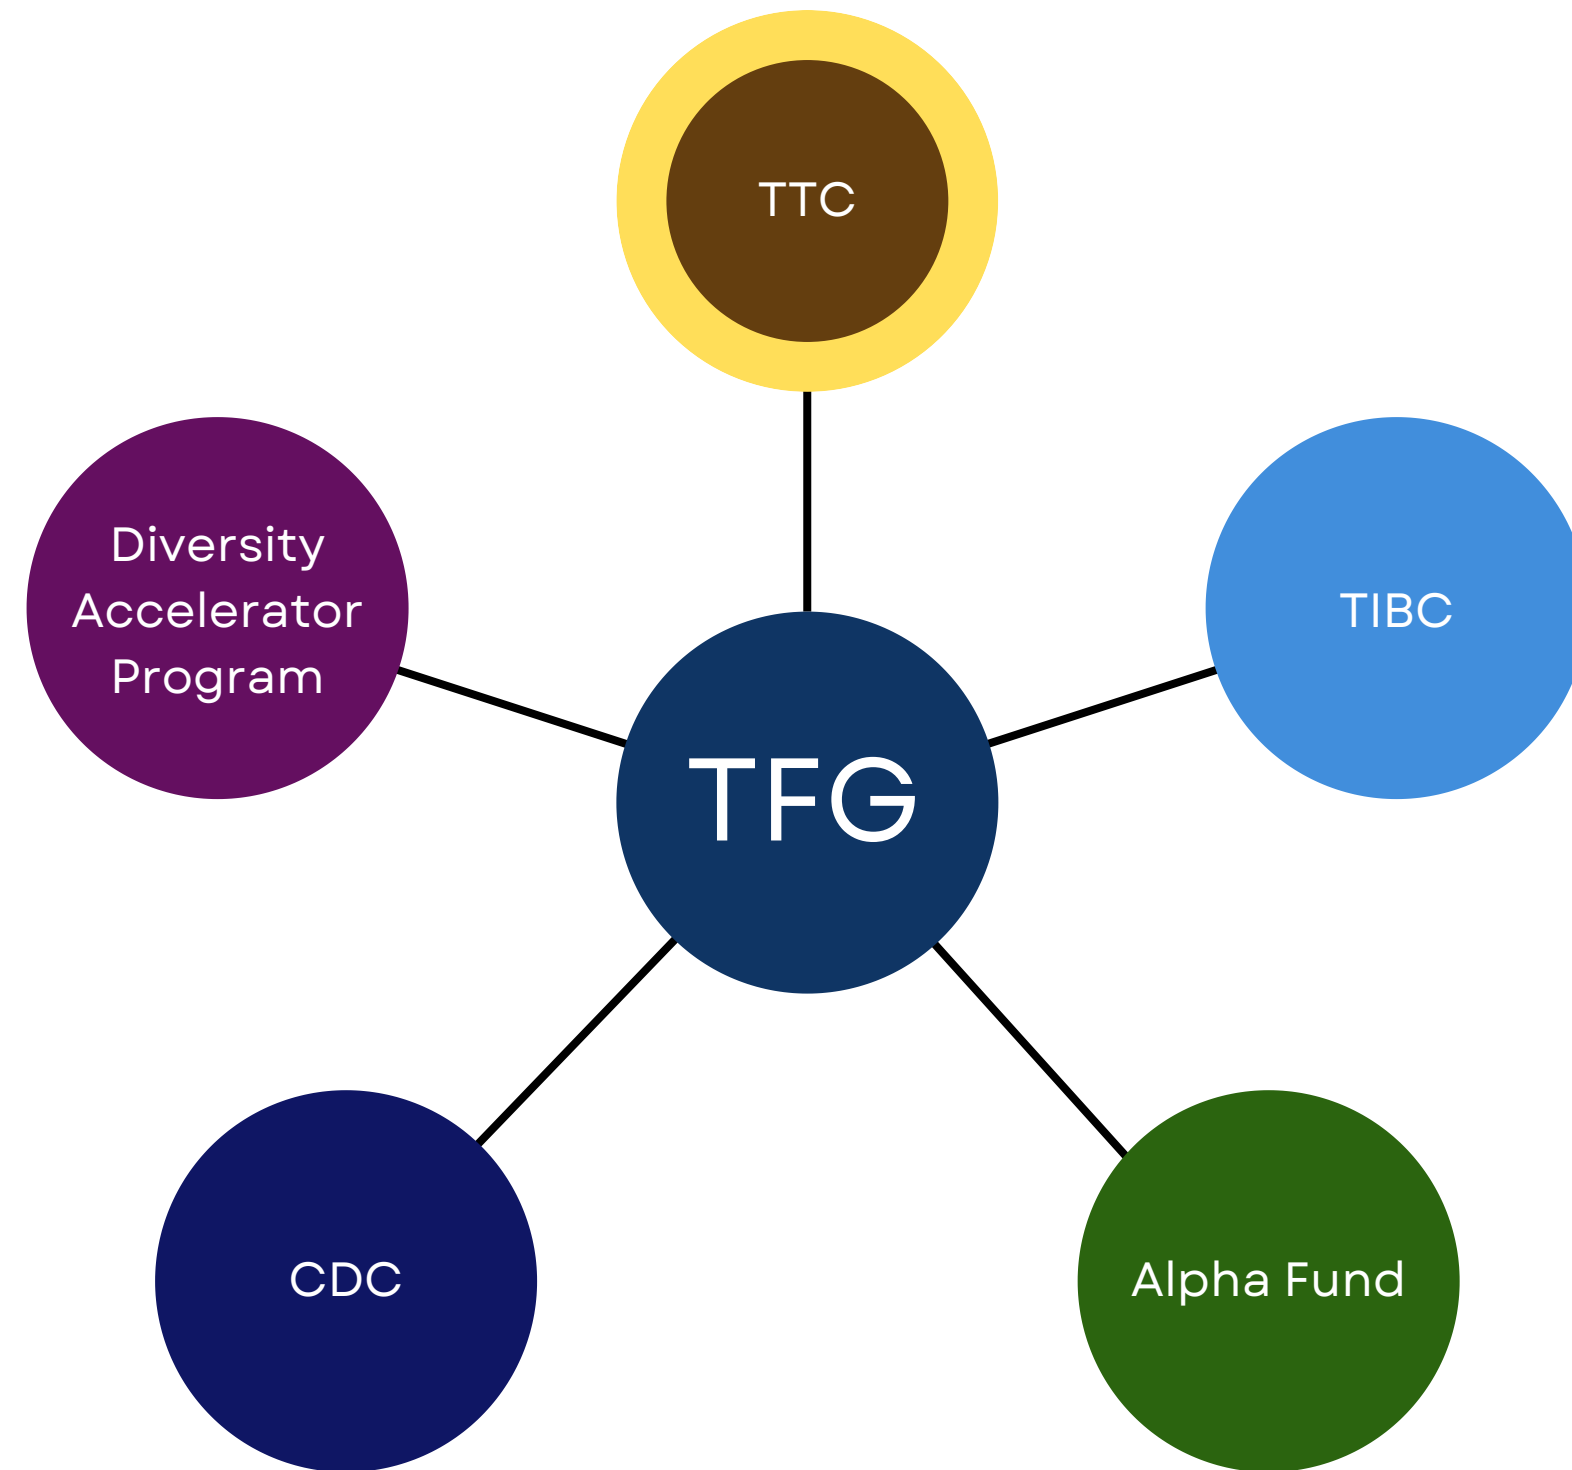 TTC
Diversity
Accelerator
Program
TIBC
TFG
CDC
Alpha Fund